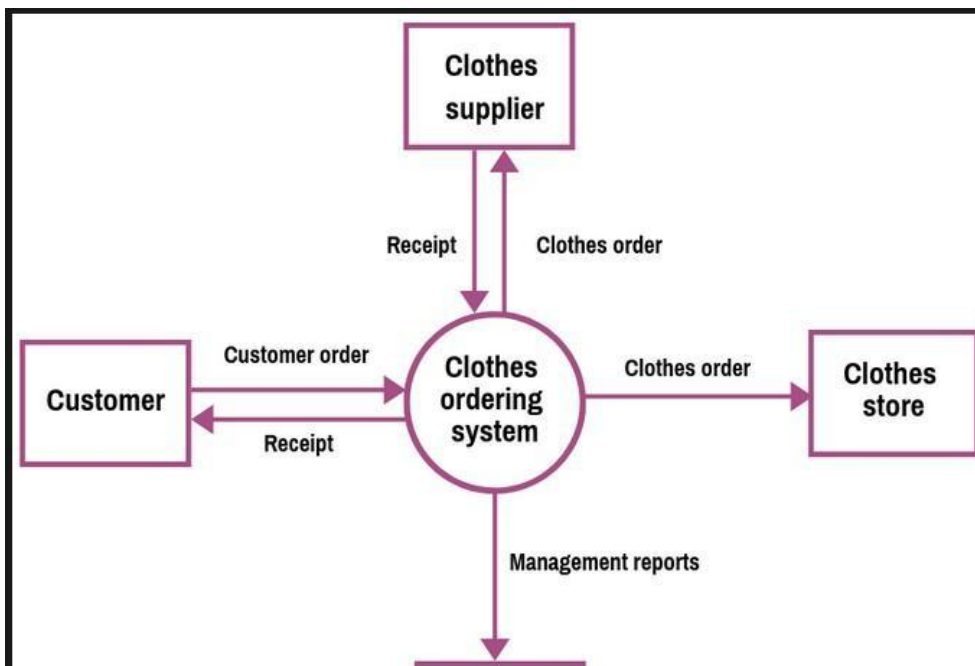 Clothes
supplier
Receipt
Clothes order
Customer order
Customer
Receipt
Clothes
ordering
system
Clothes order
Clothes
store
Management reports